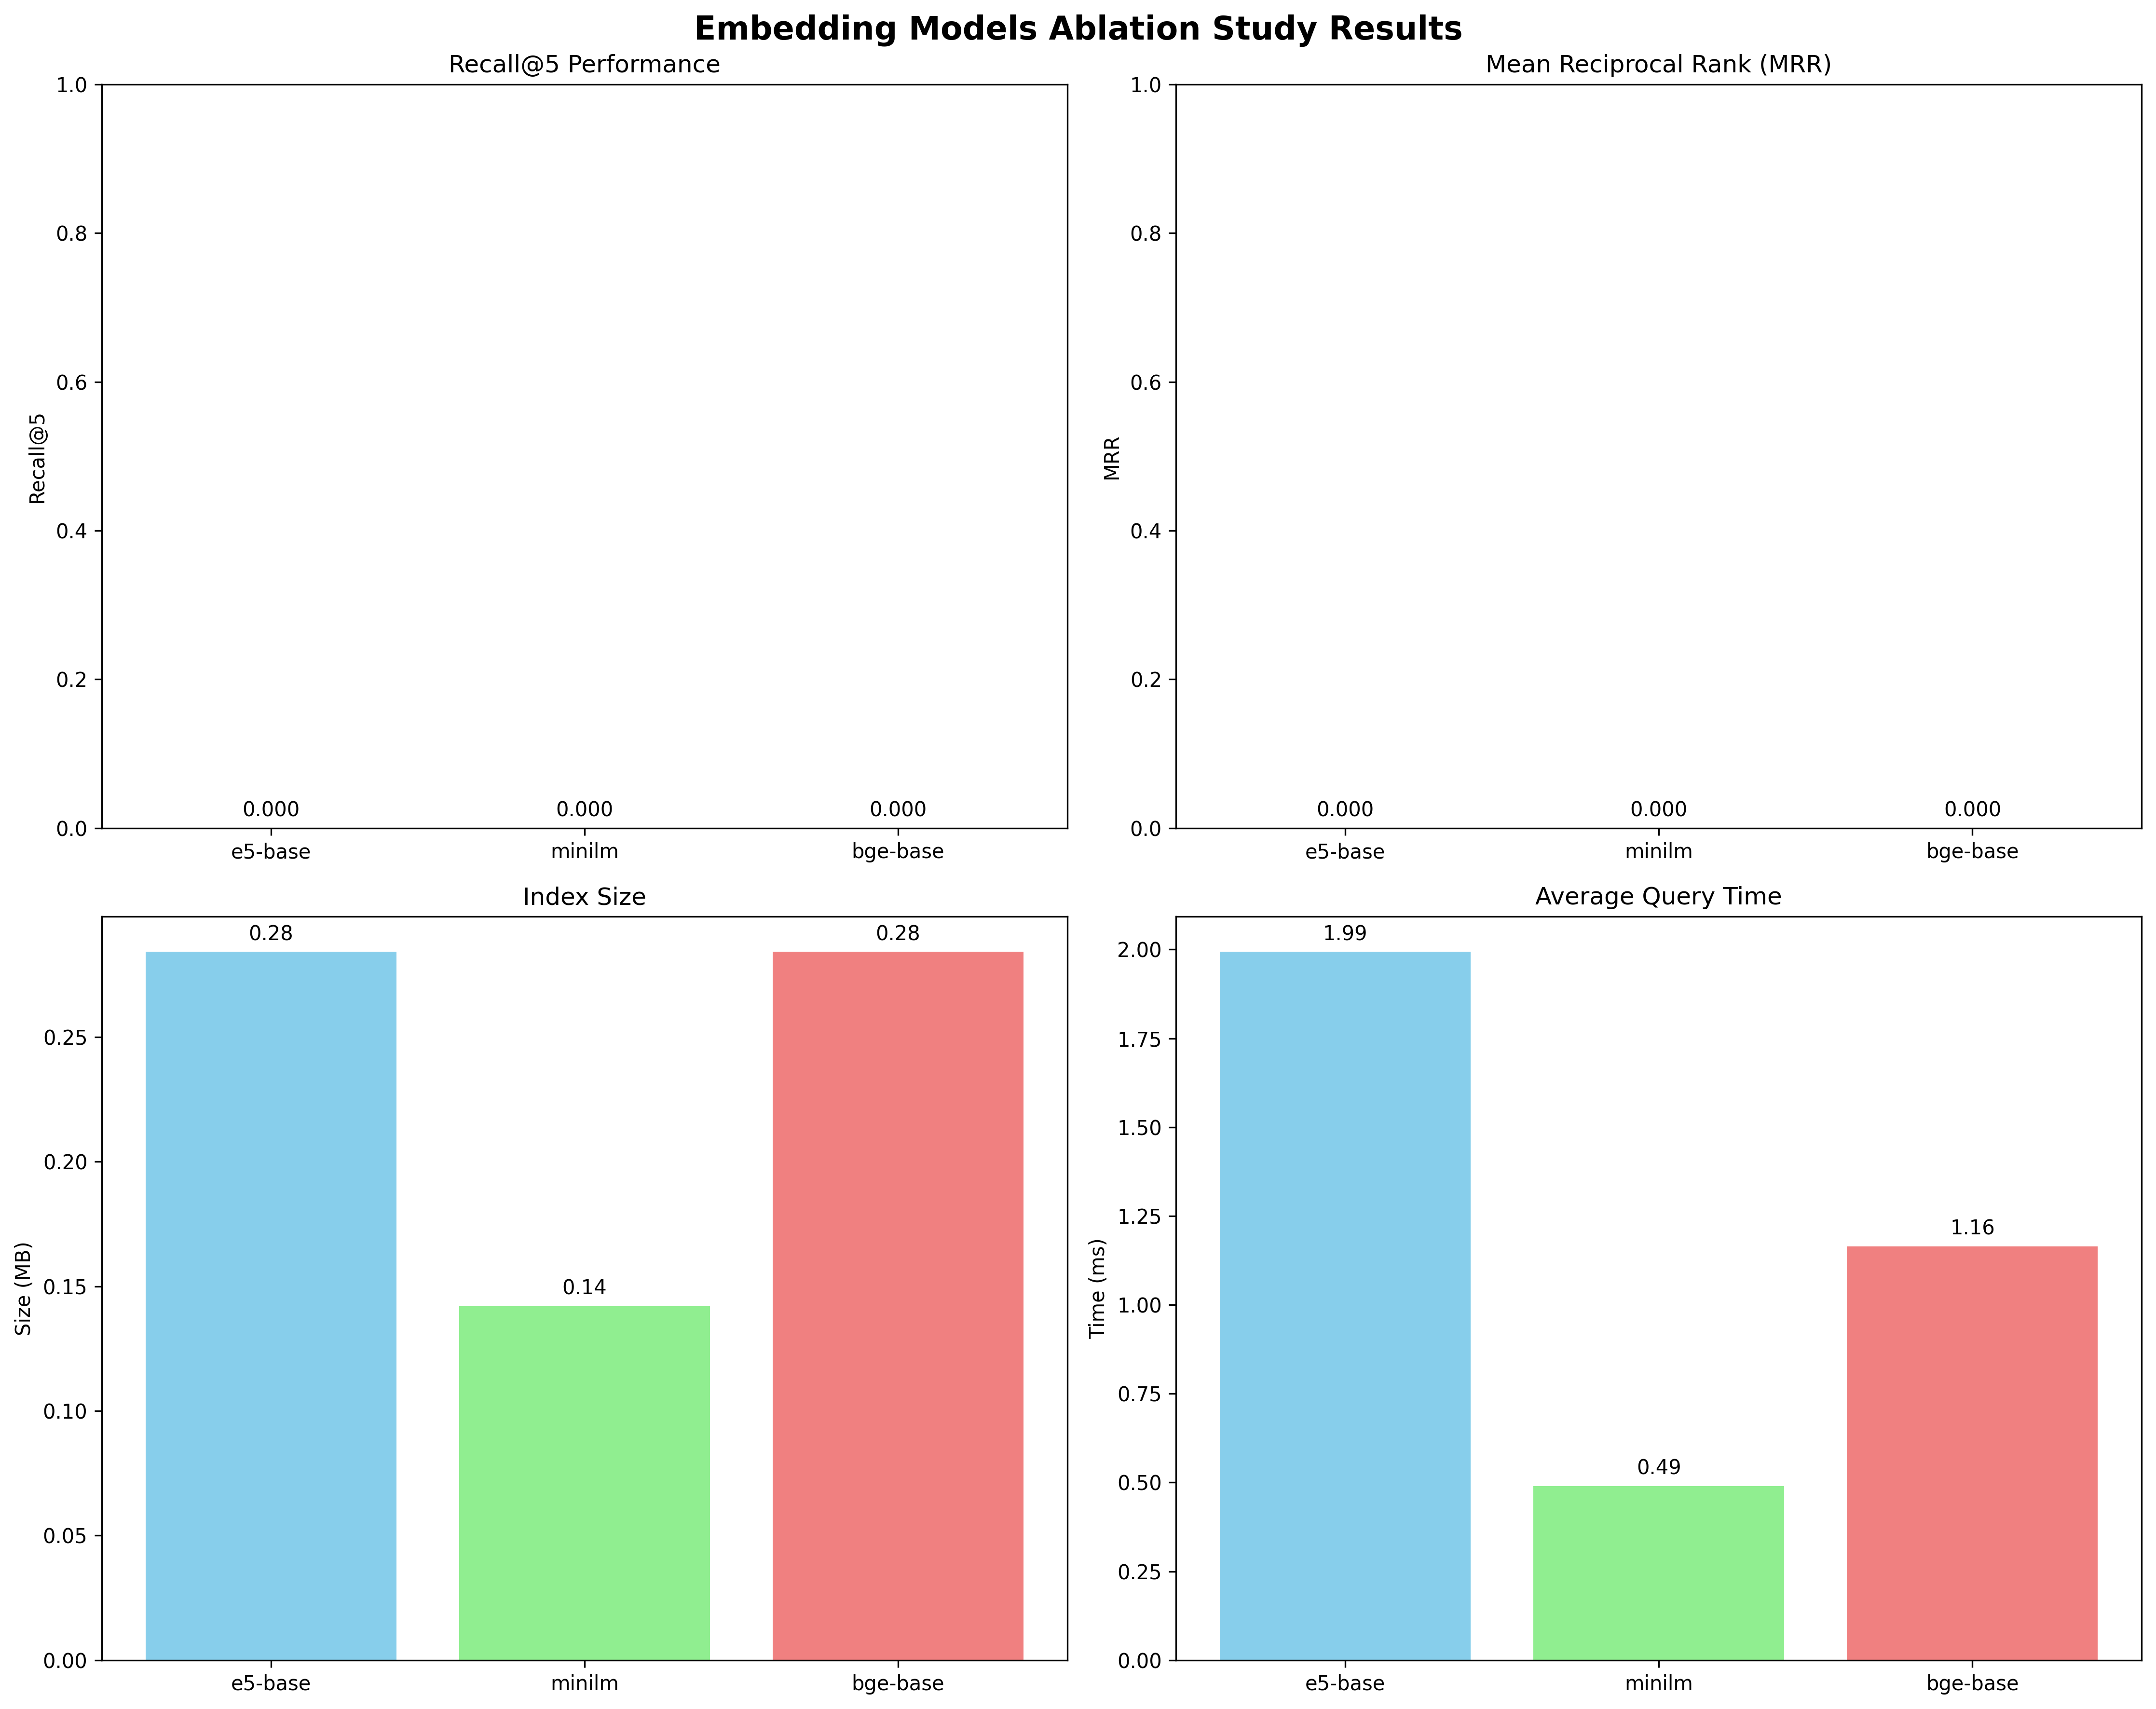 Embedding Models Ablation Study Results
Recall@5 Performance
1.0
0.8
0.6
0.4
0.2
0.0
Recall@5
0.000
0.000
0.000
e5-base
minilm
bge-base
Mean Reciprocal Rank (MRR)
1.0
0.8
0.6
0.4
0.2
0.0
MRR
0.000
0.000
0.000
e5-base
minilm
bge-base
Index Size
0.25
0.20
0.15
0.10
0.05
0.00
Size (MB)
0.28
0.14
0.28
e5-base
minilm
bge-base
Average Query Time
2.00
1.75
1.50
1.25
1.00
0.75
0.50
0.25
0.00
Time (ms)
1.99
0.49
1.16
e5-base
minilm
bge-base